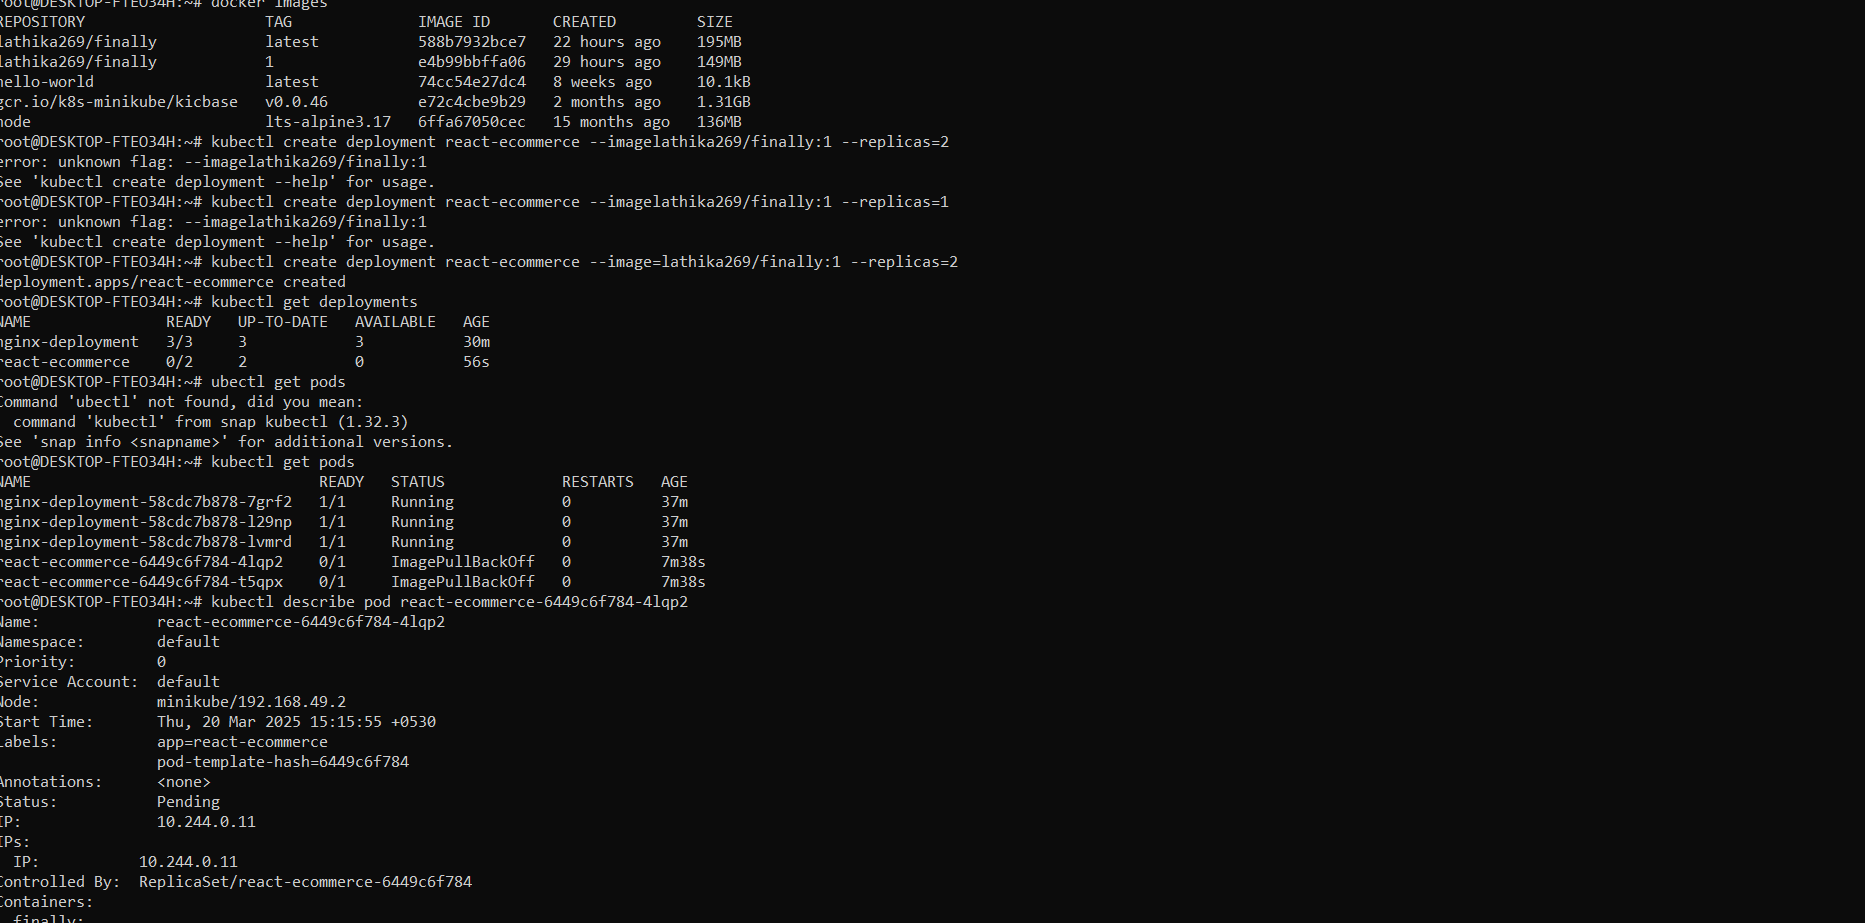 root@DESKTOP-FTEO34H:~# docker images
REPOSITORY TAG IMAGE ID CREATED SIZE
lathika269/finally latest 588b7932bce7 22 hours ago 195MB
lathika269/finally 1 e4b99bbffa06 29 hours ago 149MB
hello-world latest 74cc54e27dc4 8 weeks ago 10.1kB
gcr.io/k8s-minikube/kicbase v0.0.46 e72c4cbe9b29 2 months ago 1.31GB
node lts-alpine3.17 6ffa67050cec 15 months ago 136MB
root@DESKTOP-FTEO34H:~# kubectl create deployment react-ecommerce --imagelathika269/finally:1 --replicas=2
error: unknown flag: --imagelathika269/finally:1
See 'kubectl create deployment --help' for usage.
root@DESKTOP-FTEO34H:~# kubectl create deployment react-ecommerce --imagelathika269/finally:1 --replicas=1
error: unknown flag: --imagelathika269/finally:1
See 'kubectl create deployment --help' for usage.
root@DESKTOP-FTEO34H:~# kubectl create deployment react-ecommerce --image=lathika269/finally:1 --replicas=2
deployment.apps/react-ecommerce created
root@DESKTOP-FTEO34H:~# kubectl get deployments
NAME READY UP-TO-DATE AVAILABLE AGE
nginx-deployment 3/3 3 3 30m
react-ecommerce 0/2 2 0 56s
root@DESKTOP-FTEO34H:~# ubectl get pods
Command 'ubectl' not found, did you mean:
command 'kubectl' from snap kubectl (1.32.3)
See 'snap info <snapname>' for additional versions.
root@DESKTOP-FTEO34H:~# kubectl get pods
NAME READY STATUS RESTARTS AGE
nginx-deployment-58cdc7b878-7grf2 1/1 Running 0 37m
nginx-deployment-58cdc7b878-l29np 1/1 Running 0 37m
nginx-deployment-58cdc7b878-lvmrd 1/1 Running 0 37m
react-ecommerce-6449c6f784-4lqp2 0/1 ImagePullBackOff 0 7m38s
react-ecommerce-6449c6f784-t5qpx 0/1 ImagePullBackOff 0 7m38s
root@DESKTOP-FTEO34H:~# kubectl describe pod react-ecommerce-6449c6f784-4lqp2
Name: react-ecommerce-6449c6f784-4lqp2
Namespace: default
Priority: 0
Service Account: default
Node: minikube/192.168.49.2
Start Time: Thu, 20 Mar 2025 15:15:55 +0530
Labels: app=react-ecommerce
pod-template-hash=6449c6f784
Annotations: <none>
Status: Pending
IP: 10.244.0.11
IPs:
IP: 10.244.0.11
Controlled By: ReplicaSet/react-ecommerce-6449c6f784
Containers:
finally: